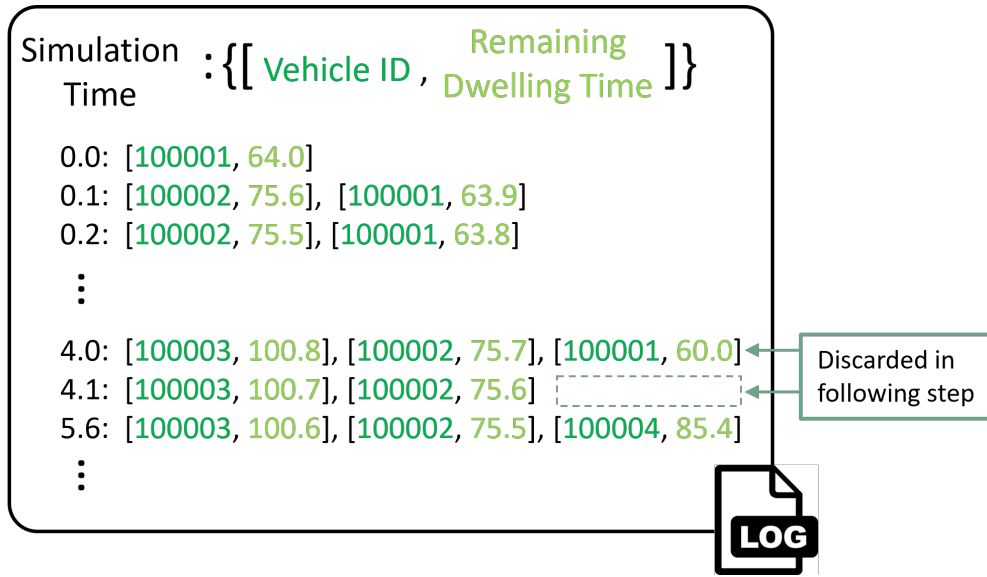 Simulation Time : {[ Vehicle ID , Remaining Dwelling Time ]}
0.0: [100001, 64.0]
0.1: [100002, 75.6], [100001, 63.9]
0.2: [100002, 75.5], [100001, 63.8]
⋮
4.0: [100003, 100.8], [100002, 75.7], [100001, 60.0]
4.1: [100003, 100.7], [100002, 75.6]
5.6: [100003, 100.6], [100002, 75.5], [100004, 85.4]
⋮
Discarded in
following step
LOG